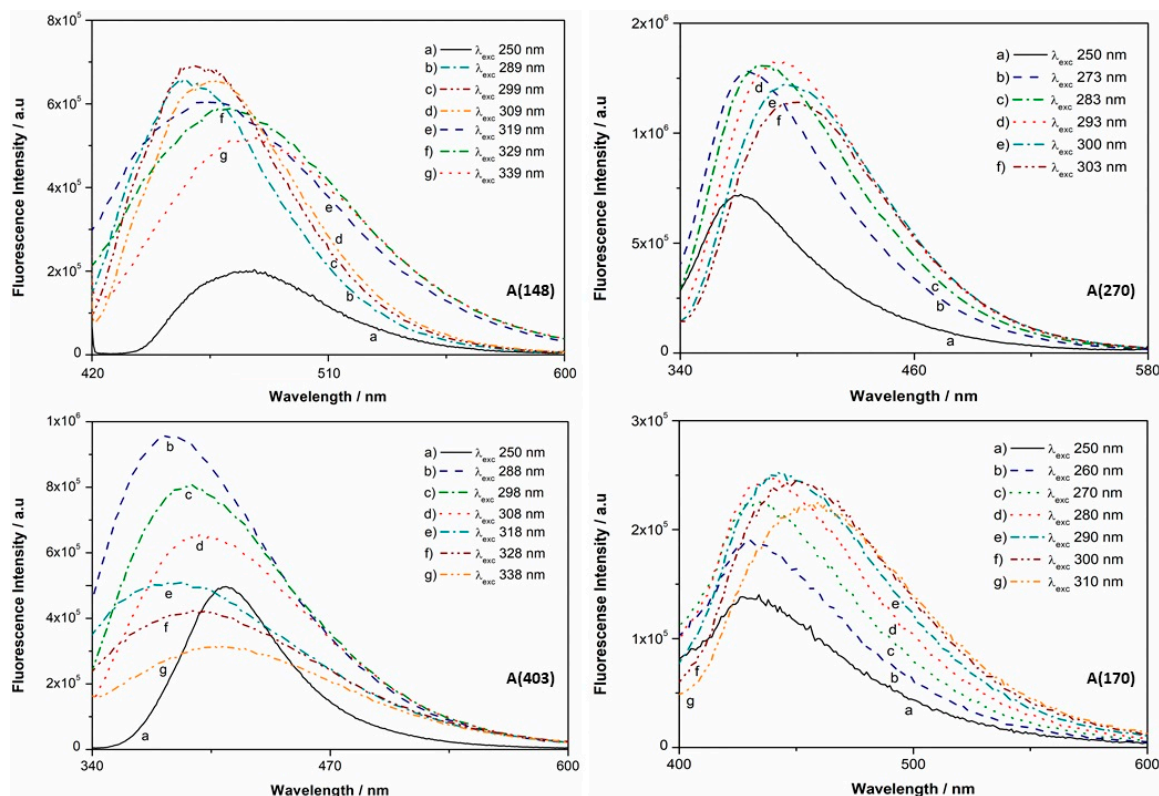 8x10⁵
6x10⁵
4x10⁵
2x10⁵
0
Fluorescence Intensity / a.u
a) λexc 250 nm
b) λexc 289 nm
c) λexc 299 nm
d) λexc 309 nm
e) λexc 319 nm
f) λexc 329 nm
g) λexc 339 nm
f
g
e
d
c
b
a
A(148)
420
510
600
Wavelength / nm
2x10⁶
1x10⁶
5x10⁵
0
Fluorescence Intensity / a.u
a) λexc 250 nm
b) λexc 273 nm
c) λexc 283 nm
d) λexc 293 nm
e) λexc 300 nm
f) λexc 303 nm
d
e
f
c
b
a
A(270)
340
460
580
Wavelength / nm
1x10⁶
8x10⁵
6x10⁵
4x10⁵
2x10⁵
0
Fluorescence Intensity / a.u
a) λexc 250 nm
b) λexc 288 nm
c) λexc 298 nm
d) λexc 308 nm
e) λexc 318 nm
f) λexc 328 nm
g) λexc 338 nm
b
c
d
e
f
g
a
A(403)
340
470
600
Wavelength / nm
3x10⁵
2x10⁵
1x10⁵
0
Fluorescense Intensity / a.u
a) λexc 250 nm
b) λexc 260 nm
c) λexc 270 nm
d) λexc 280 nm
e) λexc 290 nm
f) λexc 300 nm
g) λexc 310 nm
e
d
c
b
a
f
g
A(170)
400
500
600
Wavelength / nm